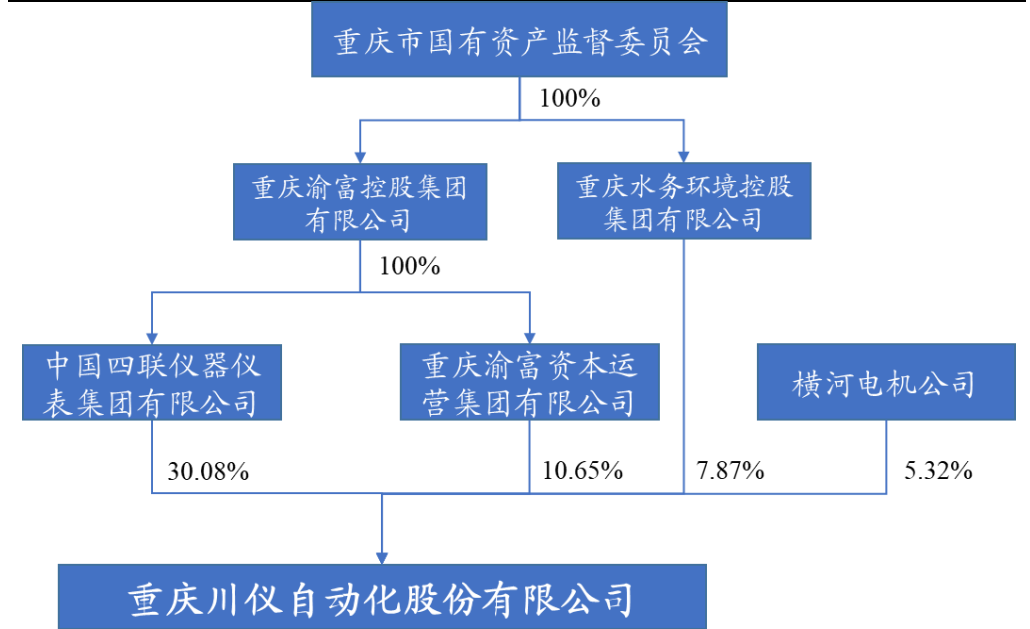 重庆市国有资产监督委员会
100%
重庆渝富控股集团
有限公司
重庆水务环境控股
集团有限公司
100%
中国四联仪器仪
表集团有限公司
重庆渝富资本运
营集团有限公司
横河电机公司
30.08%
10.65%
7.87%
5.32%
重庆川仪自动化股份有限公司